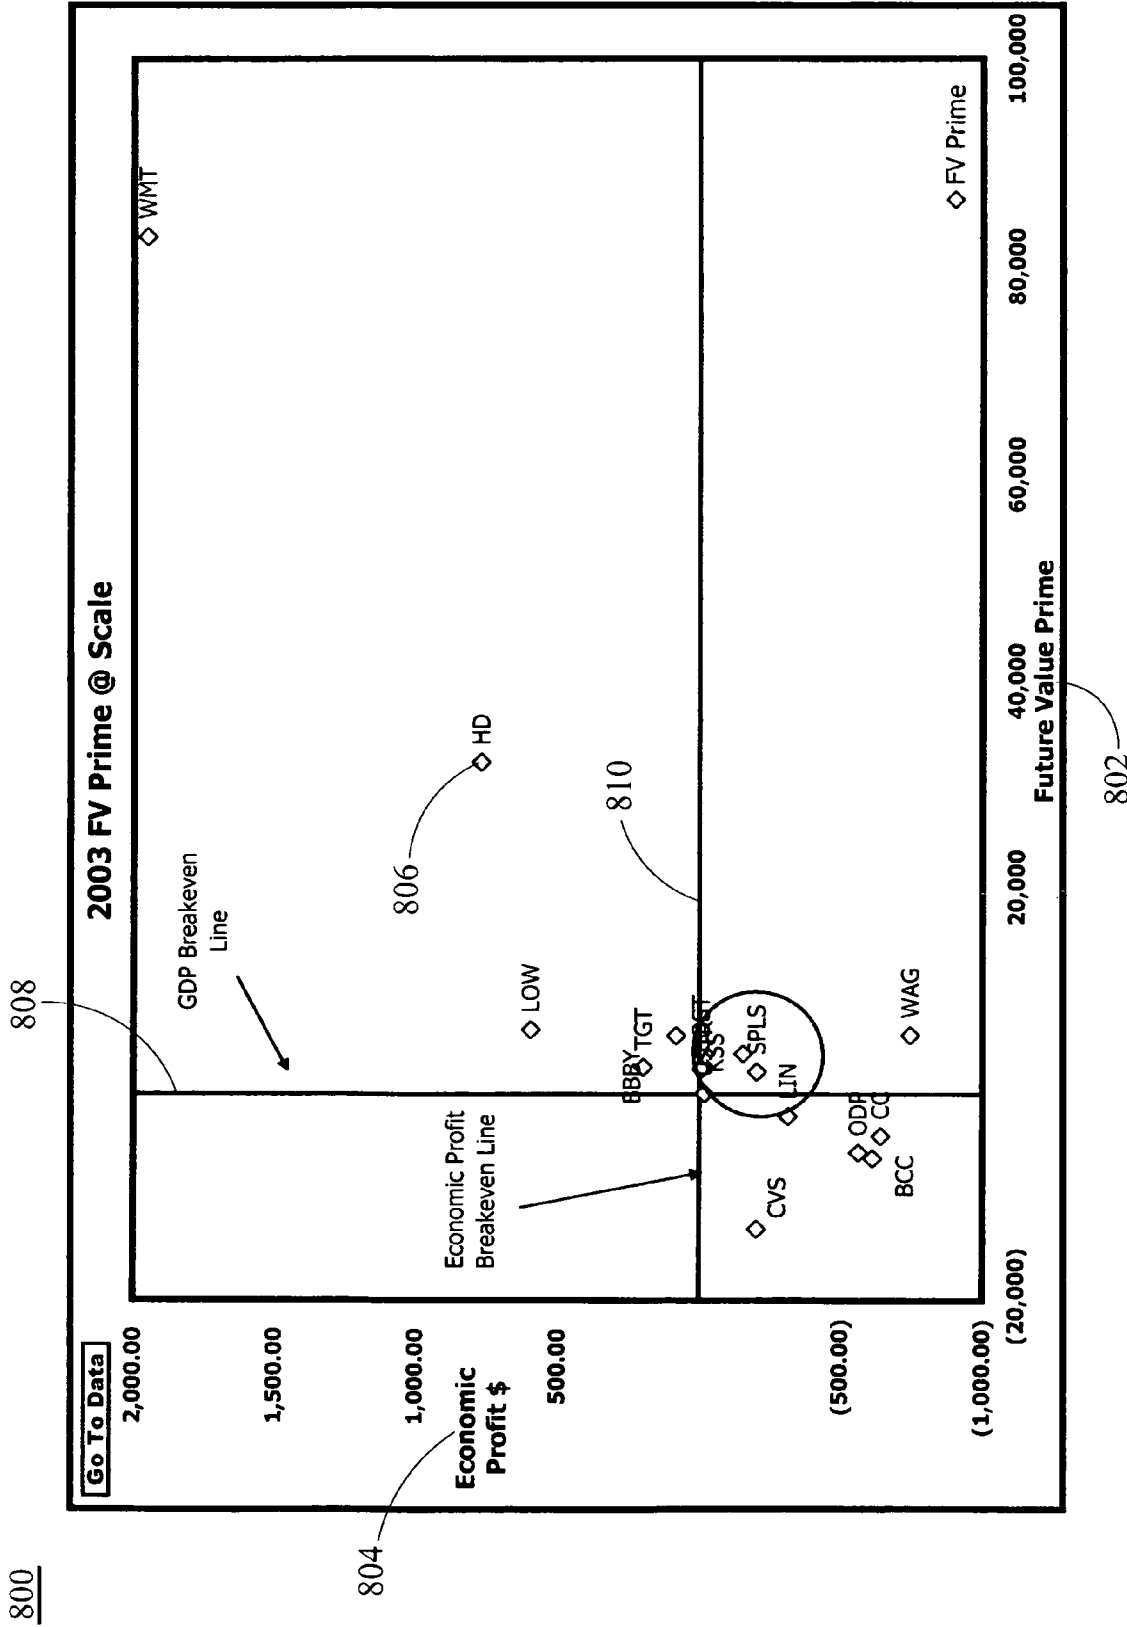 800
Go To Data
2003 FV Prime @ Scale
2,000.00
1,500.00
1,000.00
500.00
(500.00)
(1,000.00)
Economic
Profit $
804
808
GDP Breakeven
Line
Economic Profit
Breakeven Line
WMT
HD
806
810
LOW
TGT
BBBY
KSS
SPLS
LIN
WAG
ODP
CC
BCC
CVS
FV Prime
(20,000)
20,000
40,000
60,000
80,000
100,000
Future Value Prime
802